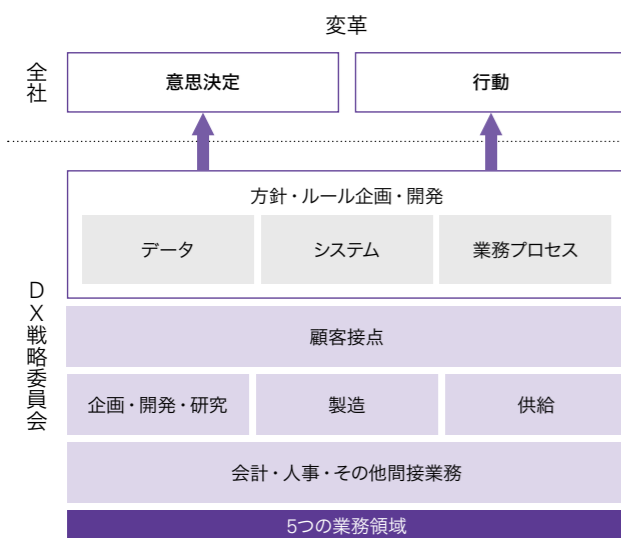 変革
全社
意思決定
行動
方針・ルール企画・開発
データ
システム
業務プロセス
DX戦略委員会
顧客接点
企画・開発・研究
製造
供給
会計・人事・その他間接業務
5つの業務領域